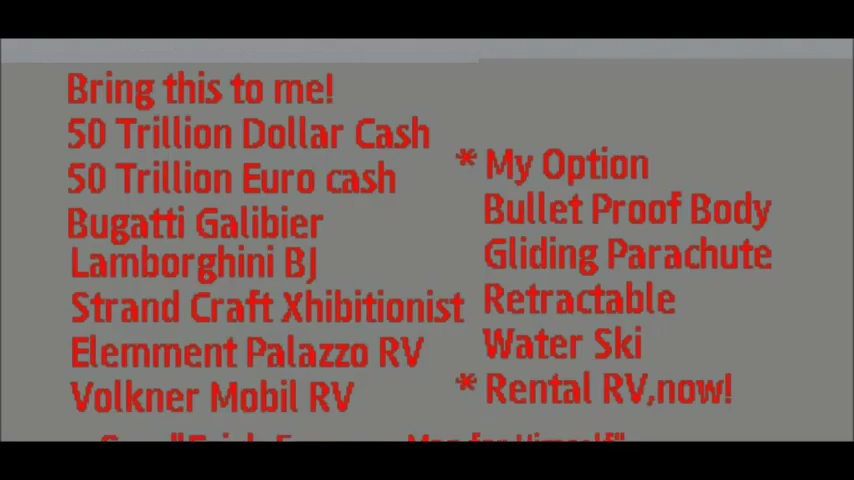 Bring this to me!
50 Trillion Dollar Cash
50 Trillion Euro cash
Bugatti Galibier
Lamborghini BJ
Strand Craft Xhibitionist
Elemment Palazzo RV
Volkner Mobil RV
* My Option
Bullet Proof Body
Gliding Parachute
Retractable
Water Ski
* Rental RV,now!